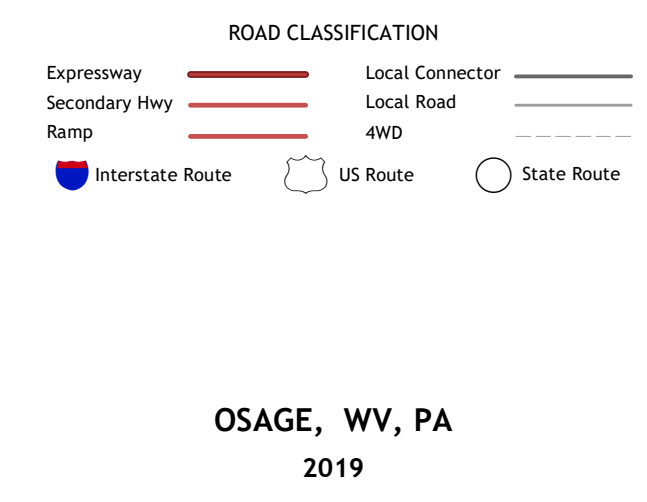 ROAD CLASSIFICATION
Expressway
Local Connector
Secondary Hwy
Local Road
Ramp
4WD
Interstate Route
US Route
State Route
OSAGE, WV, PA
2019